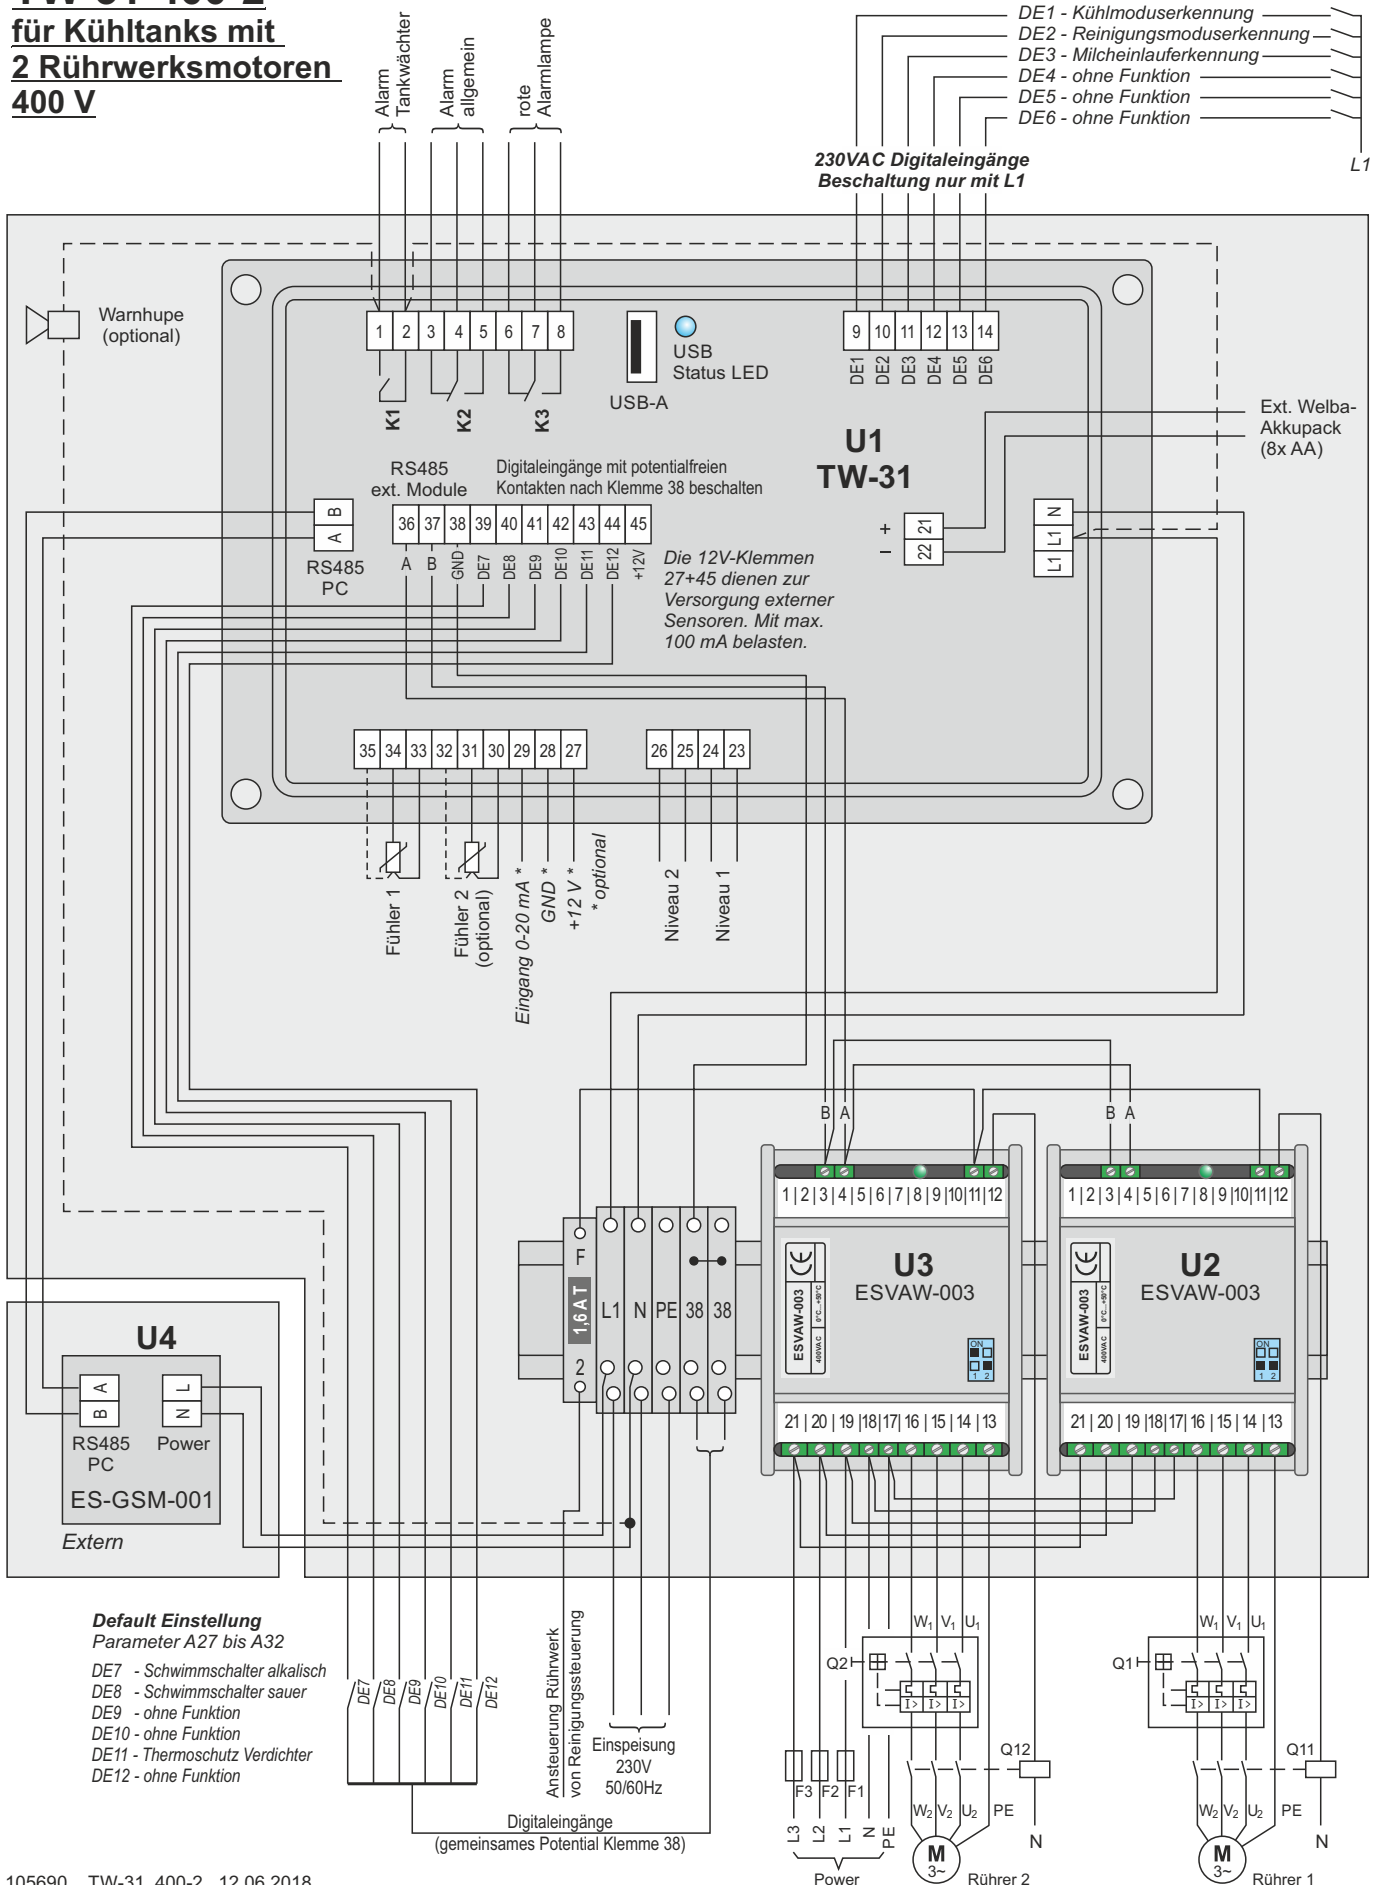 für Kühltanks mit
2 Rührwerksmotoren
400 V
Alarm
Tankwächter
Alarm
allgemein
rote
Alarmlampe
DE1 - Kühlmoduserkennung
DE2 - Reinigungsmoduserkennung
DE3 - Milcheinlauferkennung
DE4 - ohne Funktion
DE5 - ohne Funktion
DE6 - ohne Funktion
L1
230VAC Digitaleingänge
Beschaltung nur mit L1
Warnhupe
(optional)
1 2 3 4 5 6 7 8
K1 K2 K3
USB
Status LED
USB-A
9 10 11 12 13 14
DE1 DE2 DE3 DE4 DE5 DE6
U1
TW-31
Ext. Welba-
Akkupack
(8x AA)
+ 21
− 22
N
L1
L1
RS485
ext. Module
Digitaleingänge mit potentialfreien
Kontakten nach Klemme 38 beschalten
B
A
RS485
PC
36 37 38 39 40 41 42 43 44 45
A B GND DE7 DE8 DE9 DE10 DE11 DE12 +12V
Die 12V-Klemmen
27+45 dienen zur
Versorgung externer
Sensoren. Mit max.
100 mA belasten.
35 34 33 32 31 30 29 28 27
26 25 24 23
Fühler 1
Fühler 2
(optional)
Eingang 0-20 mA *
GND *
+12 V *
* optional
Niveau 2
Niveau 1
B A
B A
1|2|3|4|5|6|7|8|9|10|11|12
1|2|3|4|5|6|7|8|9|10|11|12
F
1,6 A T
2
L1 N PE 38 38
CE
ESVAW-003
400VAC 0°C...+50°C
U3
ESVAW-003
ON
1 2
CE
ESVAW-003
400VAC 0°C...+50°C
U2
ESVAW-003
ON
1 2
21|20|19|18|17|16|15|14|13
21|20|19|18|17|16|15|14|13
U4
A
B
L
N
RS485
PC
Power
ES-GSM-001
Extern
Default Einstellung
Parameter A27 bis A32
DE7 - Schwimmschalter alkalisch
DE8 - Schwimmschalter sauer
DE9 - ohne Funktion
DE10 - ohne Funktion
DE11 - Thermoschutz Verdichter
DE12 - ohne Funktion
DE7 DE8 DE9 DE10 DE11 DE12
Ansteuerung Rührwerk
von Reinigungssteuerung
Einspeisung
230V
50/60Hz
Digitaleingänge
(gemeinsames Potential Klemme 38)
W1 V1 U1
Q2
I> I> I>
F3 F2 F1
L3 L2 L1 N PE
Power
Q12
W2 V2 U2 PE
N
M
3~
Rührer 2
W1 V1 U1
Q1
I> I> I>
Q11
W2 V2 U2 PE
N
M
3~
Rührer 1
105690 TW-31 400-2 12.06.2018